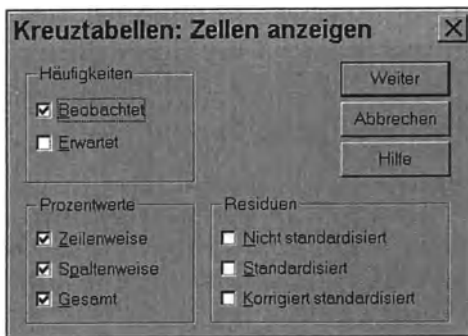 Kreuztabellen: Zellen anzeigen
Häufigkeiten
Beobachtet
Erwartet
Weiter
Abbrechen
Hilfe
Prozentwerte
Zeilenweise
Spaltenweise
Gesamt
Residuen
Nicht standardisiert
Standardisiert
Korrigiert standardisiert